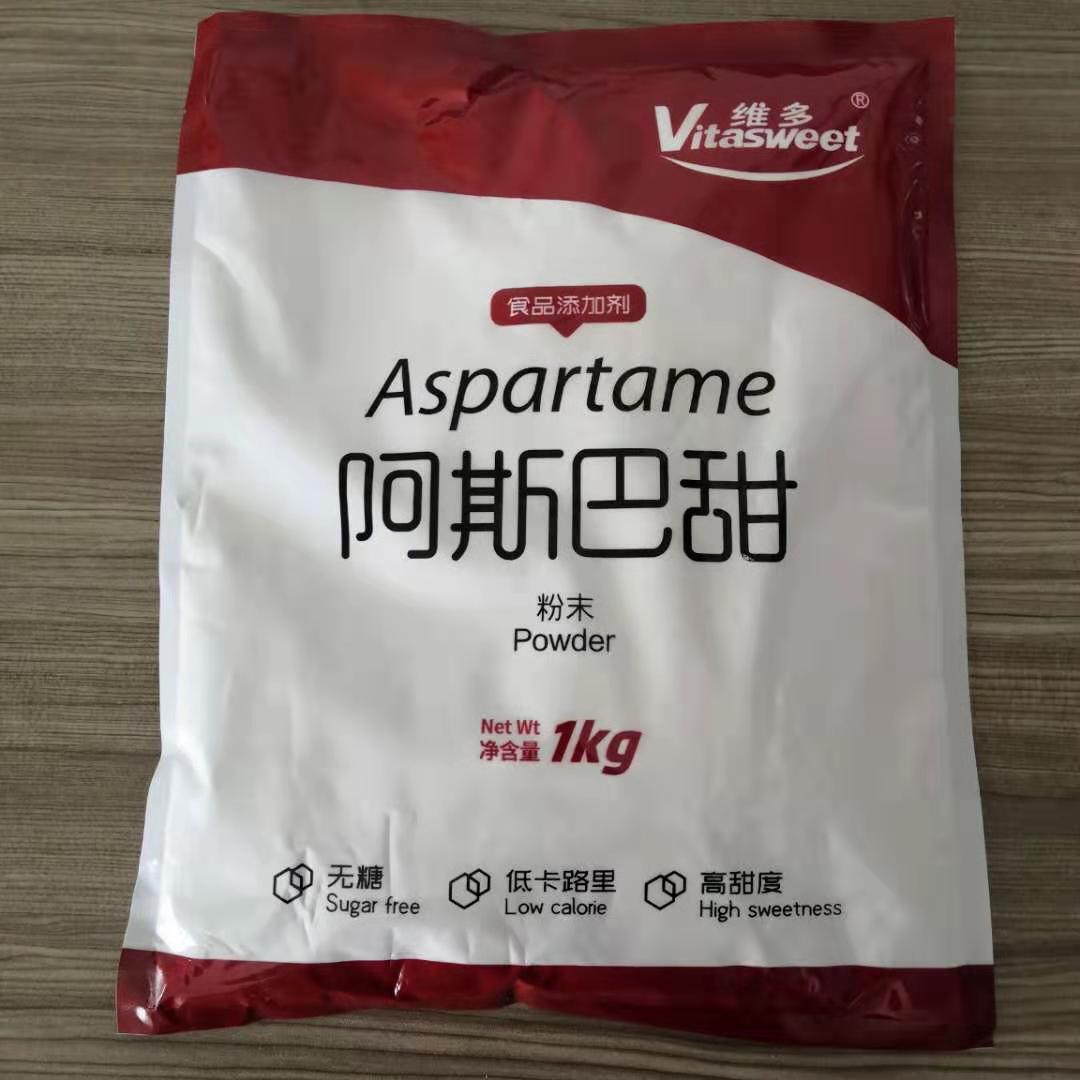 维多®
Vitasweet
食品添加剂
Aspartame
阿斯巴甜
粉末
Powder
Net Wt
净含量 1kg
无糖
Sugar free
低卡路里
Low calorie
高甜度
High sweetness